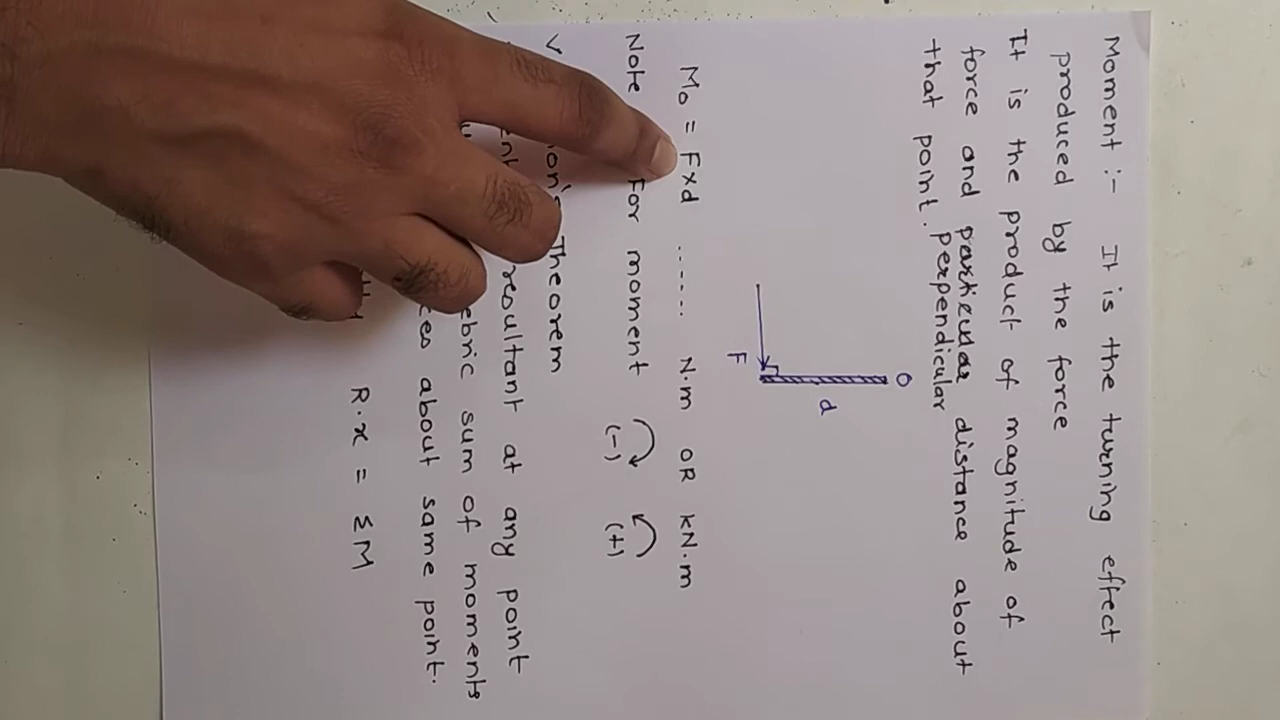 Moment :- It is the turning effect
produced by the force
It is the product of magnitude of
force and distance about
that point. perpendicular
O
d
F
Mo = F×d ...... N.m OR kN.m
Note For moment (-) (+)
Theorem
resultant at any point
sum of moments
about same point.
R.x = ΣM